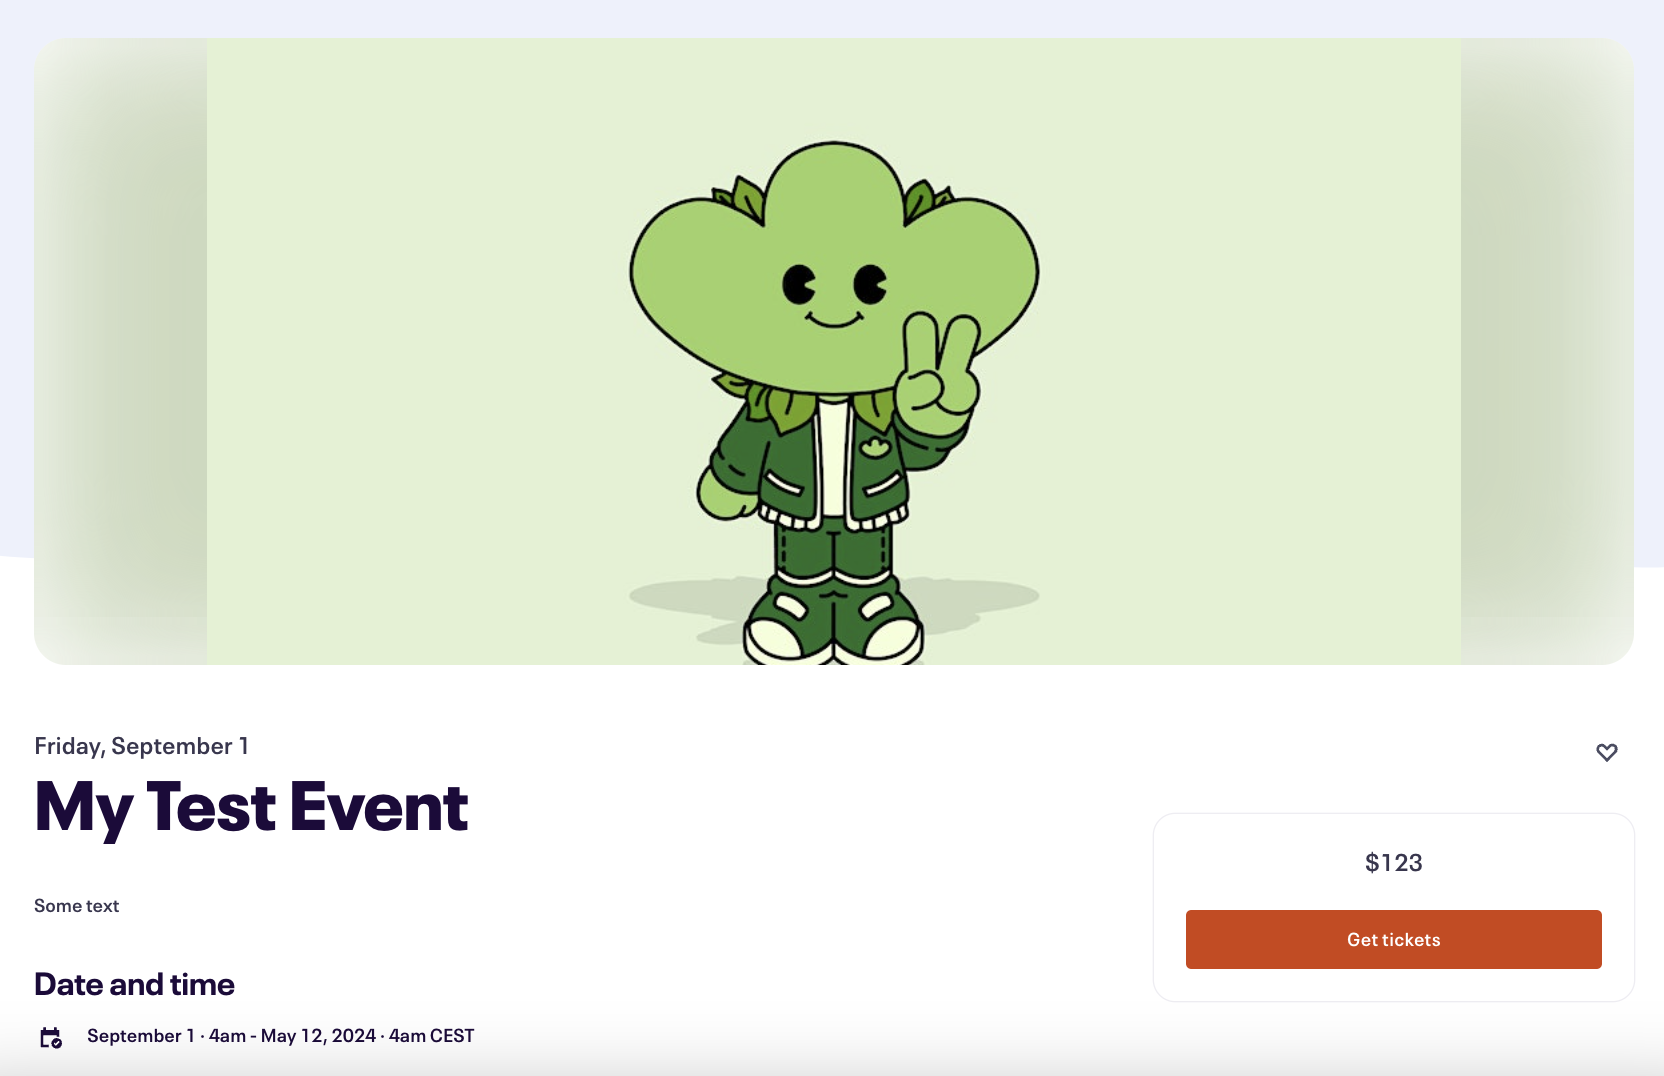 Friday, September 1
My Test Event
$123
Some text
Get tickets
Date and time
September 1 · 4am - May 12, 2024 · 4am CEST